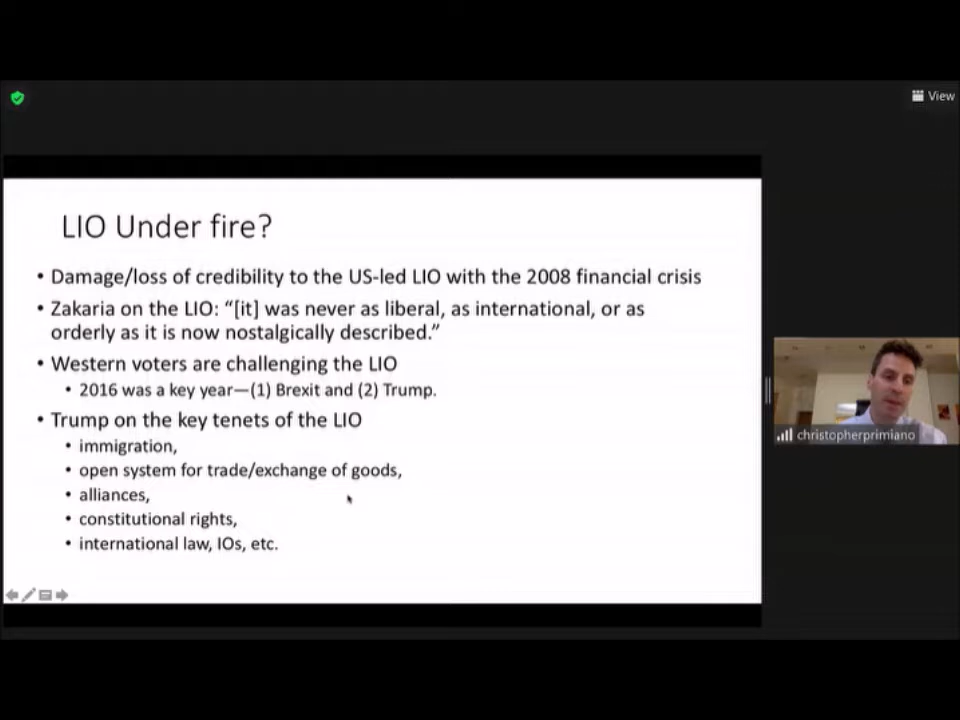 View
LIO Under fire?
• Damage/loss of credibility to the US-led LIO with the 2008 financial crisis
• Zakaria on the LIO: “[it] was never as liberal, as international, or as
orderly as it is now nostalgically described.”
• Western voters are challenging the LIO
• 2016 was a key year—(1) Brexit and (2) Trump.
• Trump on the key tenets of the LIO
• immigration,
• open system for trade/exchange of goods,
• alliances,
• constitutional rights,
• international law, IOs, etc.
christopherprimiano